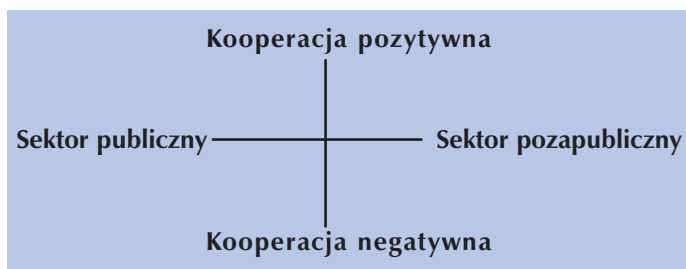 Kooperacja pozytywna
Sektor publiczny Sektor pozapubliczny
Kooperacja negatywna